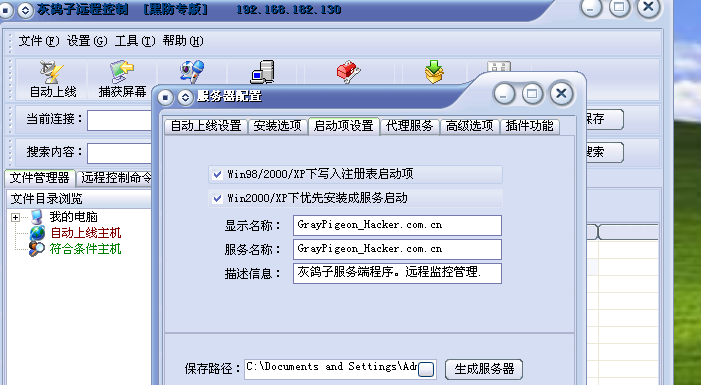 灰鸽子远程控制 [黑防专版] 192.168.182.130
文件(F) 设置(G) 工具(T) 帮助(H)
自动上线 捕获屏幕
服务器配置
当前连接: 保存
自动上线设置 安装选项 启动项设置 代理服务 高级选项 插件功能
搜索内容: 搜索
Win98/2000/XP下写入注册表启动项
文件管理器 远程控制命令
Win2000/XP下优先安装成服务启动
文件目录浏览
我的电脑
显示名称: GrayPigeon_Hacker.com.cn
自动上线主机
服务名称: GrayPigeon_Hacker.com.cn
符合条件主机
描述信息: 灰鸽子服务端程序。远程监控管理.
保存路径: C:\Documents and Settings\Adm
生成服务器